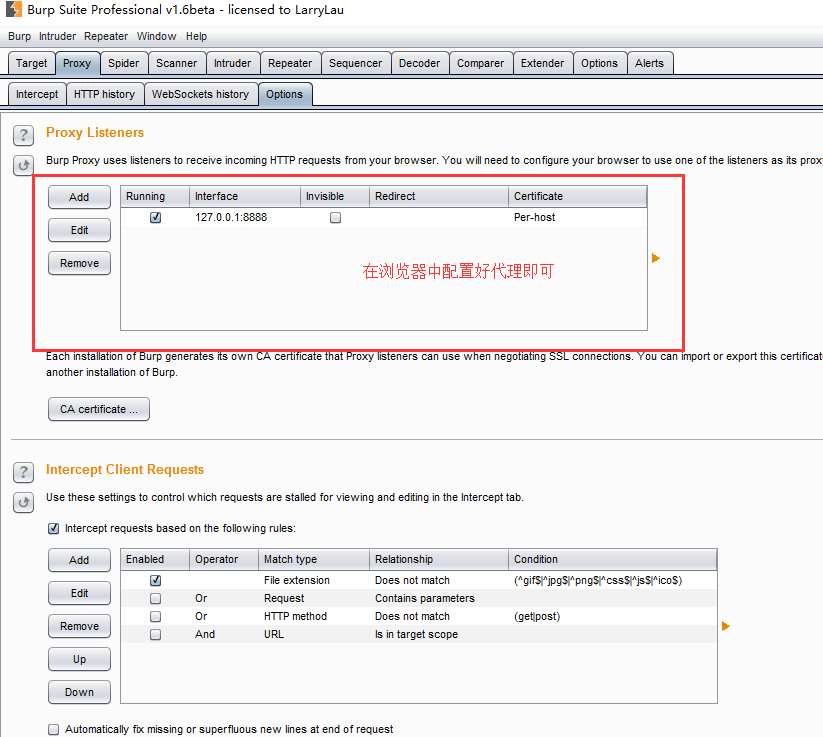 Burp Suite Professional v1.6beta - licensed to LarryLau
Burp Intruder Repeater Window Help
Target Proxy Spider Scanner Intruder Repeater Sequencer Decoder Comparer Extender Options Alerts
Intercept HTTP history WebSockets history Options
? Proxy Listeners
Burp Proxy uses listeners to receive incoming HTTP requests from your browser. You will need to configure your browser to use one of the listeners as its prox
Add Running Interface Invisible Redirect Certificate
127.0.0.1:8888 Per-host
Edit
Remove
在浏览器中配置好代理即可
Each installation of Burp generates its own CA certificate that Proxy listeners can use when negotiating SSL connections. You can import or export this certificat
another installation of Burp.
CA certificate ...
? Intercept Client Requests
Use these settings to control which requests are stalled for viewing and editing in the Intercept tab.
Intercept requests based on the following rules:
Add Enabled Operator Match type Relationship Condition
File extension Does not match (^gif$|^jpg$|^png$|^css$|^js$|^ico$)
Edit Or Request Contains parameters
Or HTTP method Does not match (get|post)
Remove And URL Is in target scope
Up
Down
Automatically fix missing or superfluous new lines at end of request